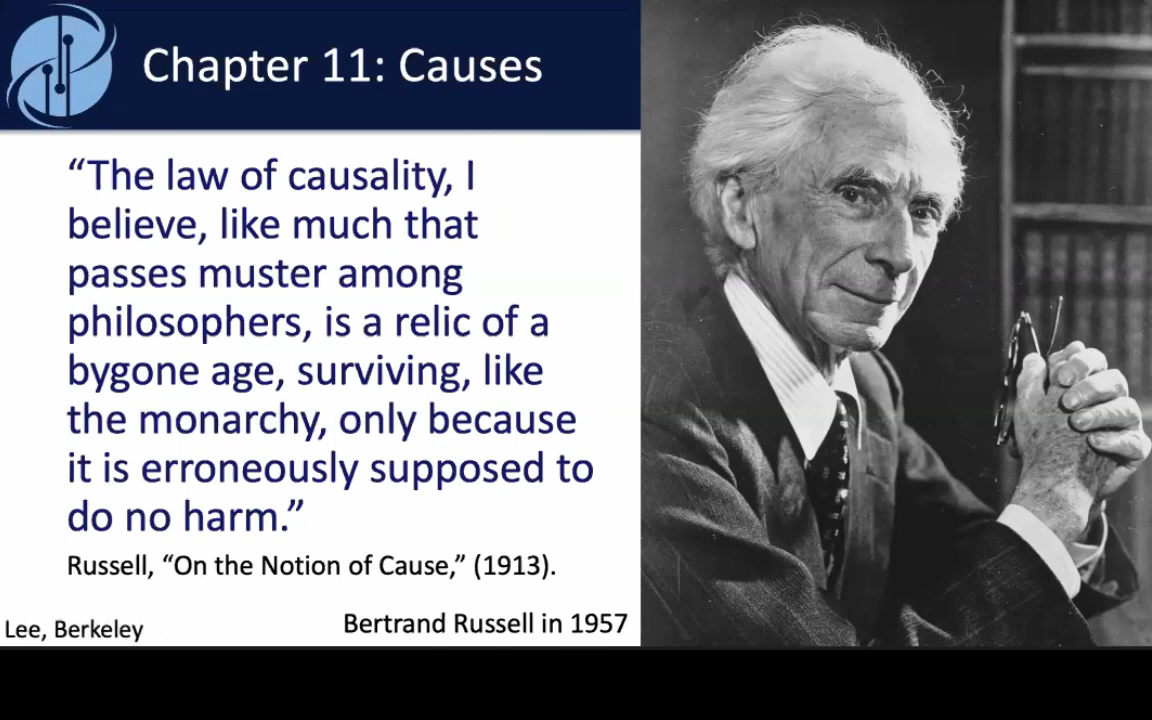 Chapter 11: Causes
“The law of causality, I
believe, like much that
passes muster among
philosophers, is a relic of a
bygone age, surviving, like
the monarchy, only because
it is erroneously supposed to
do no harm.”
Russell, “On the Notion of Cause,” (1913).
Bertrand Russell in 1957
Lee, Berkeley